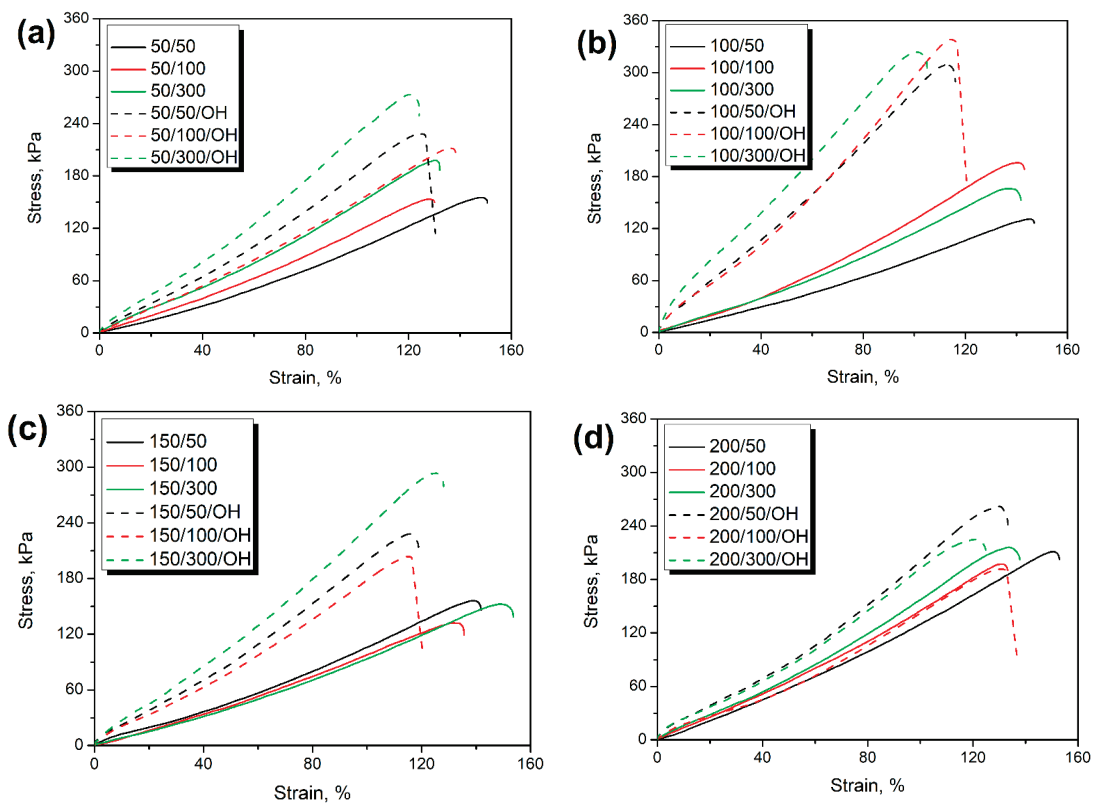 (a)
50/50
50/100
50/300
50/50/OH
50/100/OH
50/300/OH
360
300
240
180
120
60
0
Stress, kPa
0 40 80 120 160
Strain, %
(b)
100/50
100/100
100/300
100/50/OH
100/100/OH
100/300/OH
360
300
240
180
120
60
0
Stress, kPa
0 40 80 120 160
Strain, %
(c)
150/50
150/100
150/300
150/50/OH
150/100/OH
150/300/OH
360
300
240
180
120
60
0
Stress, kPa
0 40 80 120 160
Strain, %
(d)
200/50
200/100
200/300
200/50/OH
200/100/OH
200/300/OH
360
300
240
180
120
60
0
Stress, kPa
0 40 80 120 160
Strain, %